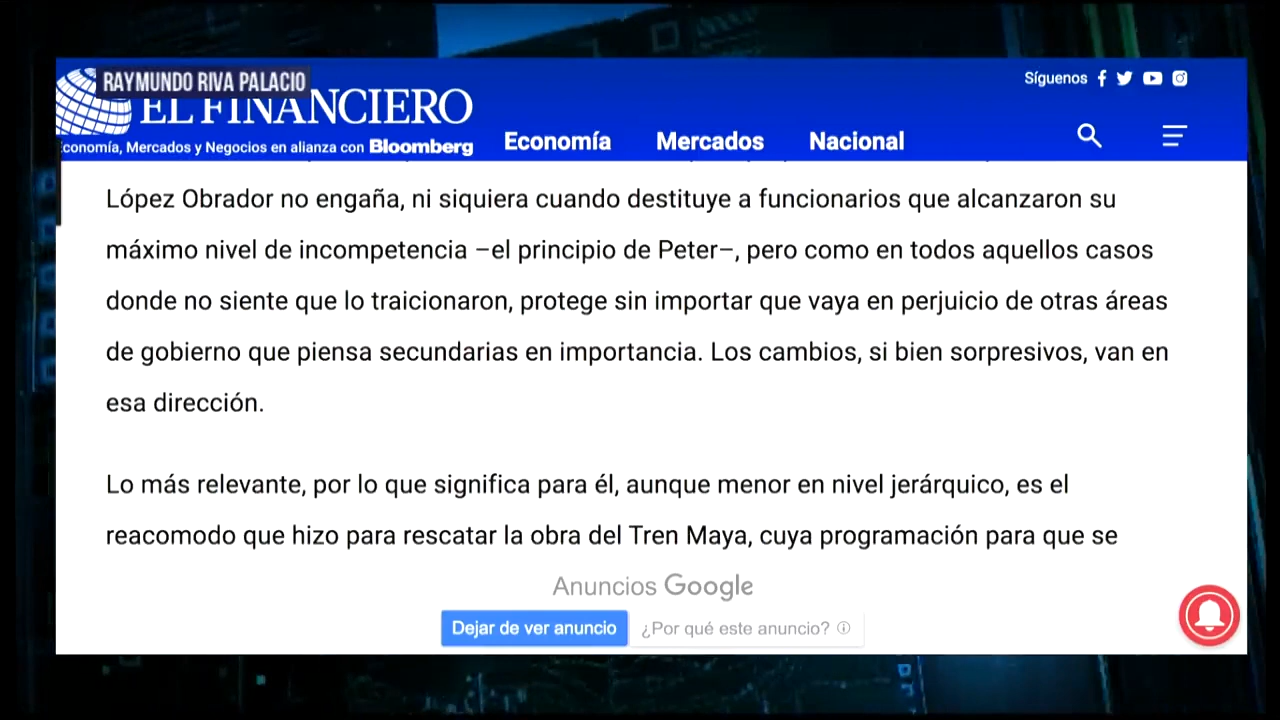 RAYMUNDO RIVA PALACIO
Síguenos
EL FINANCIERO
Economía, Mercados y Negocios en alianza con Bloomberg
Economía
Mercados
Nacional
López Obrador no engaña, ni siquiera cuando destituye a funcionarios que alcanzaron su
máximo nivel de incompetencia –el principio de Peter–, pero como en todos aquellos casos
donde no siente que lo traicionaron, protege sin importar que vaya en perjuicio de otras áreas
de gobierno que piensa secundarias en importancia. Los cambios, si bien sorpresivos, van en
esa dirección.
Lo más relevante, por lo que significa para él, aunque menor en nivel jerárquico, es el
reacomodo que hizo para rescatar la obra del Tren Maya, cuya programación para que se
Anuncios Google
Dejar de ver anuncio
¿Por qué este anuncio?